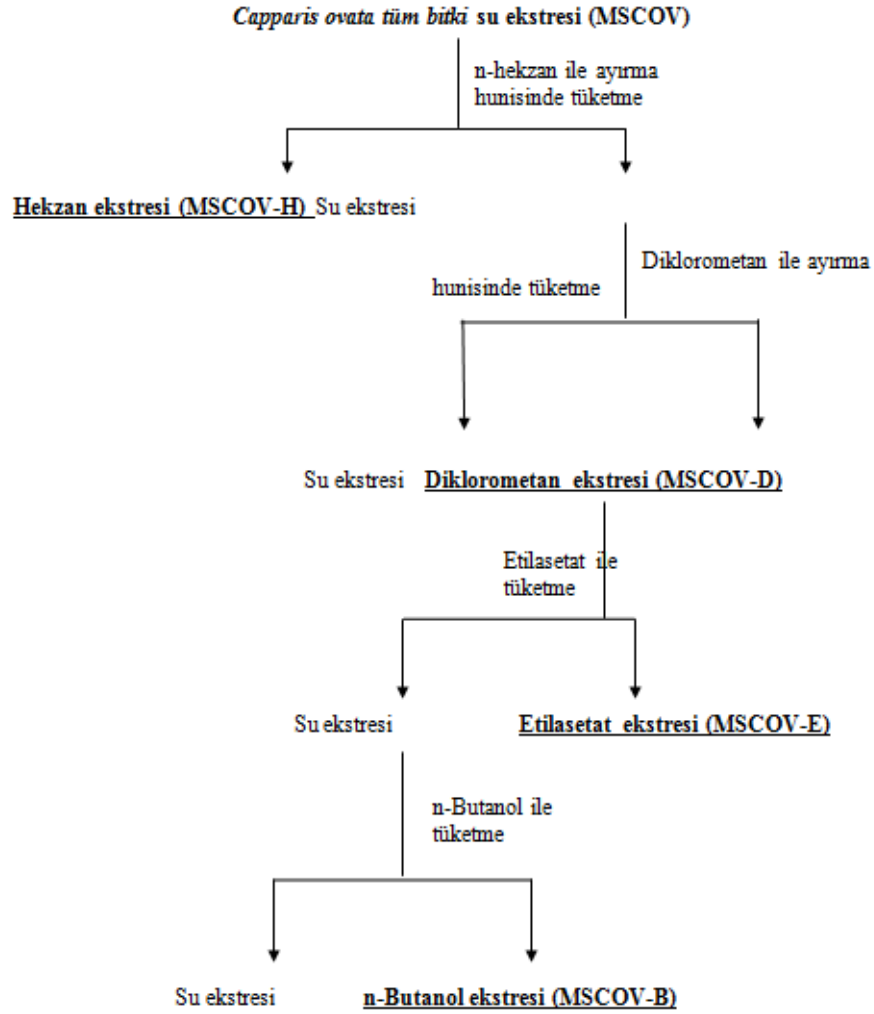 Capparis ovata tüm bitki su ekstresi (MSCOV)
n-hekzan ile ayırma
hunisinde tüketme
Hekzan ekstresi (MSCOV-H) Su ekstresi
Diklorometan ile ayırma
hunisinde tüketme
Su ekstresi Diklorometan ekstresi (MSCOV-D)
Etilasetat ile
tüketme
Su ekstresi Etilasetat ekstresi (MSCOV-E)
n-Butanol ile
tüketme
Su ekstresi n-Butanol ekstresi (MSCOV-B)